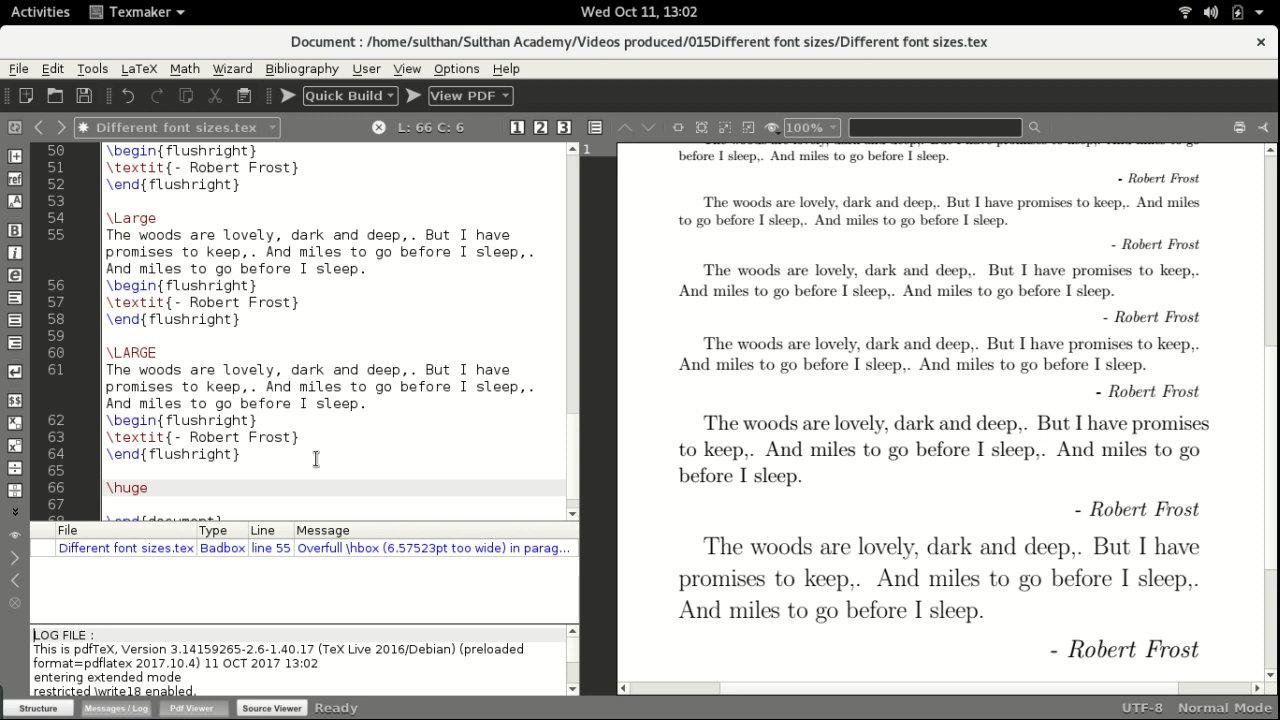 Activities Texmaker Wed Oct 11, 13:02
Document : /home/sulthan/Sulthan Academy/Videos produced/015Different font sizes/Different font sizes.tex
File Edit Tools LaTeX Math Wizard Bibliography User View Options Help
Quick Build View PDF
Different font sizes.tex L: 66 C: 6 1 2 3 100%
50 \begin{flushright}
51 \textit{- Robert Frost}
52 \end{flushright}
53
54 \Large
55 The woods are lovely, dark and deep,. But I have
promises to keep,. And miles to go before I sleep,.
And miles to go before I sleep.
56 \begin{flushright}
57 \textit{- Robert Frost}
58 \end{flushright}
59
60 \LARGE
61 The woods are lovely, dark and deep,. But I have
promises to keep,. And miles to go before I sleep,.
And miles to go before I sleep.
62 \begin{flushright}
63 \textit{- Robert Frost}
64 \end{flushright}
65
66 \huge
67
68 \end{document}
File Type Line Message
Different font sizes.tex Badbox line 55 Overfull \hbox (6.57523pt too wide) in parag...
LOG FILE :
This is pdfTeX, Version 3.14159265-2.6-1.40.17 (TeX Live 2016/Debian) (preloaded
format=pdflatex 2017.10.4) 11 OCT 2017 13:02
entering extended mode
restricted \write18 enabled.
1
before I sleep,. And miles to go before I sleep.
- Robert Frost
The woods are lovely, dark and deep,. But I have promises to keep,. And miles
to go before I sleep,. And miles to go before I sleep.
- Robert Frost
The woods are lovely, dark and deep,. But I have promises to keep,.
And miles to go before I sleep,. And miles to go before I sleep.
- Robert Frost
The woods are lovely, dark and deep,. But I have promises to keep,.
And miles to go before I sleep,. And miles to go before I sleep.
- Robert Frost
The woods are lovely, dark and deep,. But I have promises
to keep,. And miles to go before I sleep,. And miles to go
before I sleep.
- Robert Frost
The woods are lovely, dark and deep,. But I have
promises to keep,. And miles to go before I sleep,.
And miles to go before I sleep.
- Robert Frost
Structure Messages / Log Pdf Viewer Source Viewer Ready UTF-8 Normal Mode